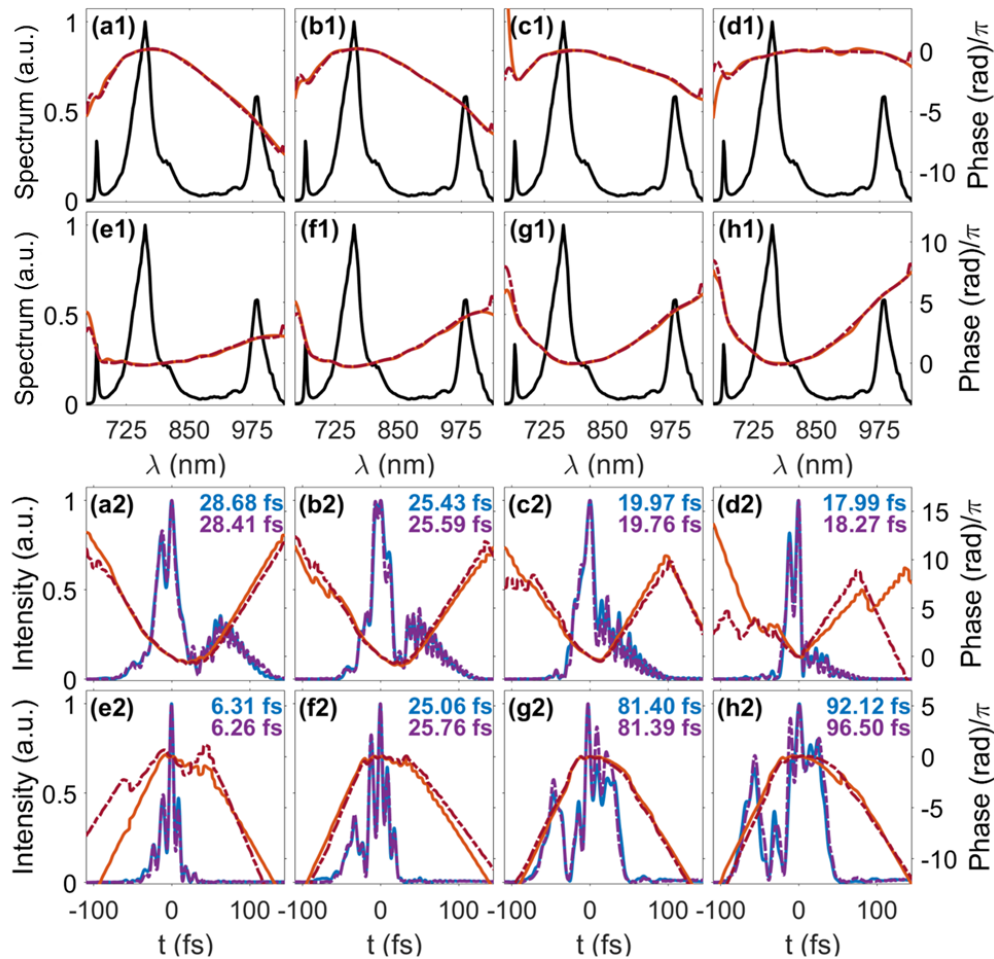 (a1) (b1) (c1) (d1)
Spectrum (a.u.)
1
0.5
0
0
-5
-10
Phase (rad)/π
(e1) (f1) (g1) (h1)
Spectrum (a.u.)
1
0.5
0
10
5
0
Phase (rad)/π
725 850 975 725 850 975 725 850 975 725 850 975
λ (nm) λ (nm) λ (nm) λ (nm)
(a2) 28.68 fs (b2) 25.43 fs (c2) 19.97 fs (d2) 17.99 fs
28.41 fs 25.59 fs 19.76 fs 18.27 fs
Intensity (a.u.)
1
0.5
0
15
10
5
0
Phase (rad)/π
(e2) 6.31 fs (f2) 25.06 fs (g2) 81.40 fs (h2) 92.12 fs
6.26 fs 25.76 fs 81.39 fs 96.50 fs
Intensity (a.u.)
1
0.5
0
5
0
-5
-10
Phase (rad)/π
-100 0 100 -100 0 100 -100 0 100 -100 0 100
t (fs) t (fs) t (fs) t (fs)